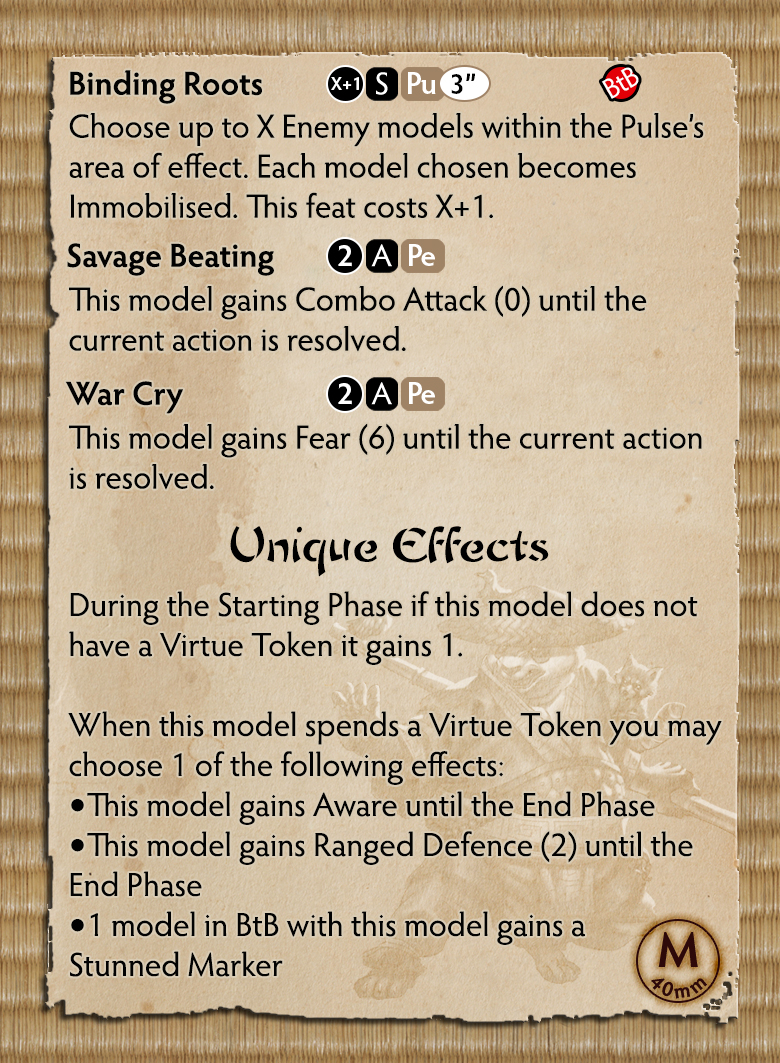 Binding Roots X+1 S Pu 3” BtB
Choose up to X Enemy models within the Pulse’s
area of effect. Each model chosen becomes
Immobilised. This feat costs X+1.
Savage Beating 2 A Pe
This model gains Combo Attack (0) until the
current action is resolved.
War Cry 2 A Pe
This model gains Fear (6) until the current action
is resolved.
Unique Effects
During the Starting Phase if this model does not
have a Virtue Token it gains 1.
When this model spends a Virtue Token you may
choose 1 of the following effects:
•This model gains Aware until the End Phase
•This model gains Ranged Defence (2) until the
End Phase
•1 model in BtB with this model gains a
Stunned Marker
M
40mm